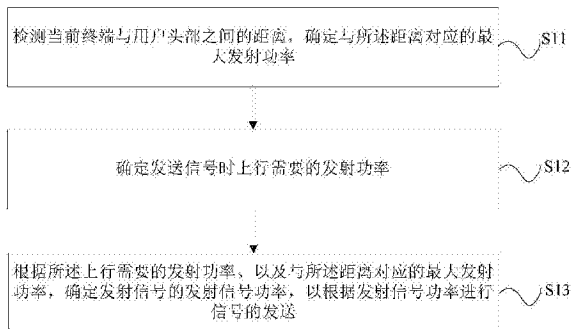 检测当前终端与用户头部之间的距离，确定与所述距离对应的最
大发射功率
S11
确定发送信号时上行需要的发射功率
S12
根据所述上行需要的发射功率、以及与所述距离对应的最大发射
功率，确定发射信号的发射信号功率，以根据发射信号功率进行
信号的发送
S13